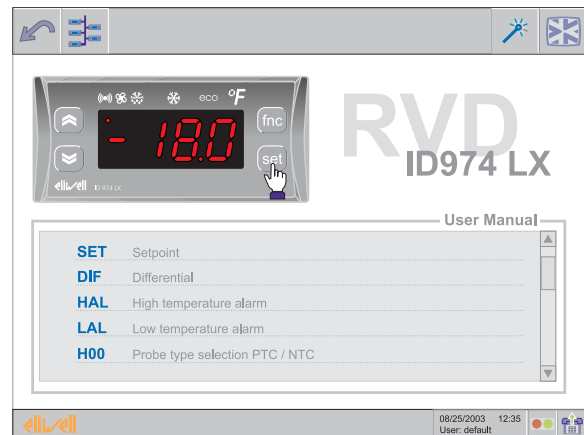 eco °F
fnc
- 18.0
set
eliwell ID 974 LX
RVD
ID974 LX
User Manual
SET Setpoint
DIF Differential
HAL High temperature alarm
LAL Low temperature alarm
H00 Probe type selection PTC / NTC
eliwell
08/25/2003 12:35
User: default